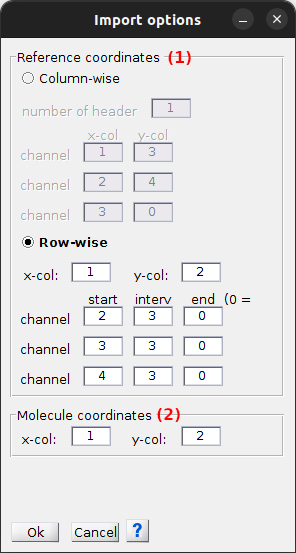 Import options
Reference coordinates (1)
Column-wise
number of header 1
x-col y-col
channel 1 3
channel 2 4
channel 3 0
Row-wise
x-col: 1 y-col: 2
start interv end (0 =
channel 2 3 0
channel 3 3 0
channel 4 3 0
Molecule coordinates (2)
x-col: 1 y-col: 2
Ok Cancel ?